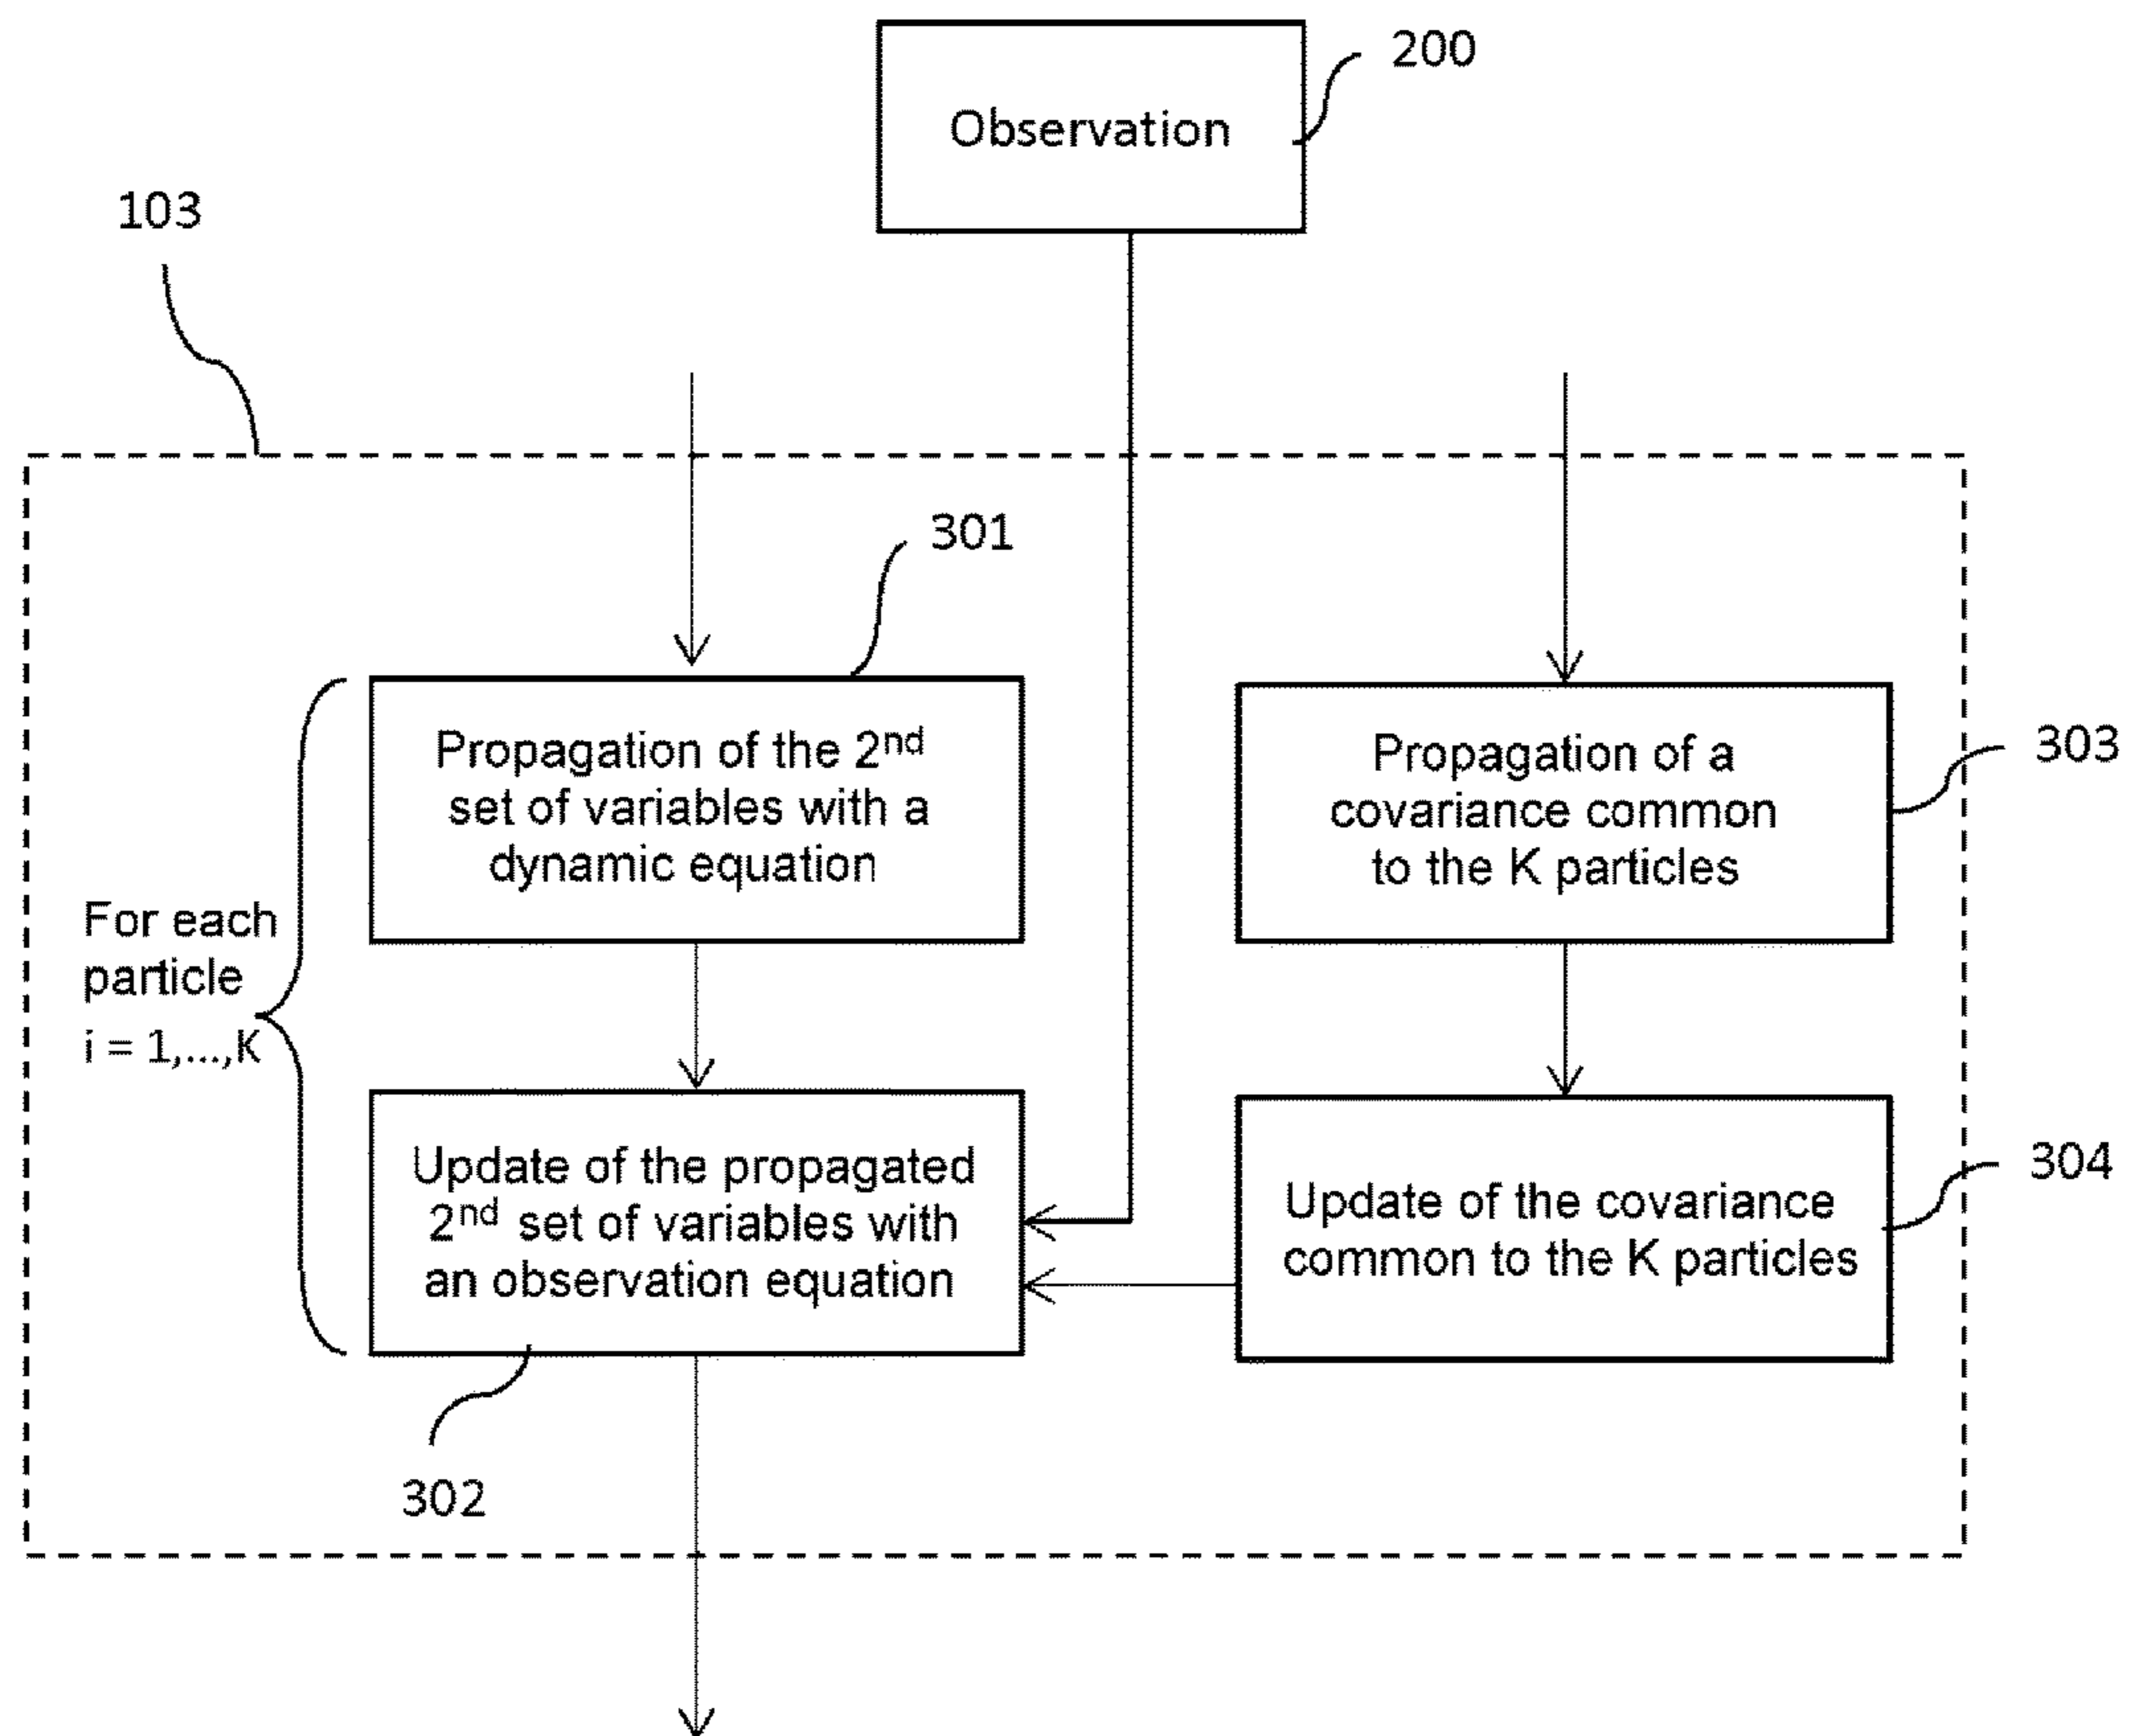 200
Observation
103
301
Propagation of the 2nd
set of variables with a
dynamic equation
Propagation of a
covariance common
to the K particles
303
For each
particle
i = 1,...,K
Update of the propagated
2nd set of variables with
an observation equation
Update of the covariance
common to the K particles
304
302